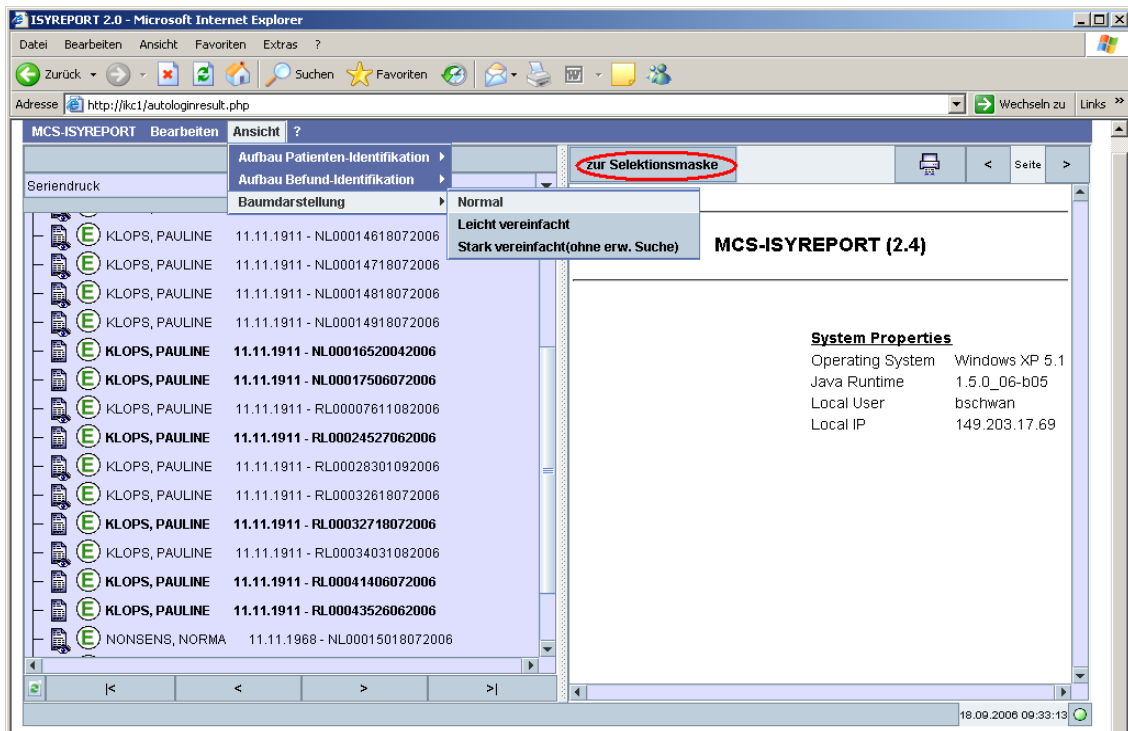 ISYREPORT 2.0 - Microsoft Internet Explorer
Datei Bearbeiten Ansicht Favoriten Extras ?
Zurück Suchen Favoriten
Adresse http://ikc1/autologinresult.php Wechseln zu Links »
MCS-ISYREPORT Bearbeiten Ansicht ?
Aufbau Patienten-Identifikation
Aufbau Befund-Identifikation
Baumdarstellung
Normal
Leicht vereinfacht
Stark vereinfacht(ohne erw. Suche)
zur Selektionsmaske < Seite >
Seriendruck
E KLOPS, PAULINE 11.11.1911 - NL00014618072006
E KLOPS, PAULINE 11.11.1911 - NL00014718072006
E KLOPS, PAULINE 11.11.1911 - NL00014818072006
E KLOPS, PAULINE 11.11.1911 - NL00014918072006
E KLOPS, PAULINE 11.11.1911 - NL00016520042006
E KLOPS, PAULINE 11.11.1911 - NL00017506072006
E KLOPS, PAULINE 11.11.1911 - RL00007611082006
E KLOPS, PAULINE 11.11.1911 - RL00024527062006
E KLOPS, PAULINE 11.11.1911 - RL00028301092006
E KLOPS, PAULINE 11.11.1911 - RL00032618072006
E KLOPS, PAULINE 11.11.1911 - RL00032718072006
E KLOPS, PAULINE 11.11.1911 - RL00034031082006
E KLOPS, PAULINE 11.11.1911 - RL00041406072006
E KLOPS, PAULINE 11.11.1911 - RL00043526062006
E NONSENS, NORMA 11.11.1968 - NL00015018072006
|< < > >|
MCS-ISYREPORT (2.4)
System Properties
Operating System Windows XP 5.1
Java Runtime 1.5.0_06-b05
Local User bschwan
Local IP 149.203.17.69
18.09.2006 09:33:13